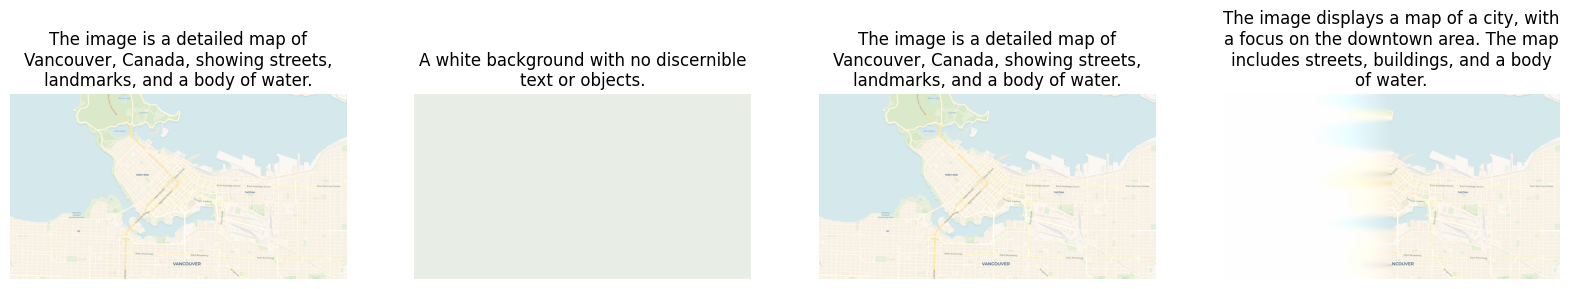 The image is a detailed map of
Vancouver, Canada, showing streets,
landmarks, and a body of water.
A white background with no discernible
text or objects.
The image is a detailed map of
Vancouver, Canada, showing streets,
landmarks, and a body of water.
The image displays a map of a city, with
a focus on the downtown area. The map
includes streets, buildings, and a body
of water.
VANCOUVER
VANCOUVER
NCOUVER